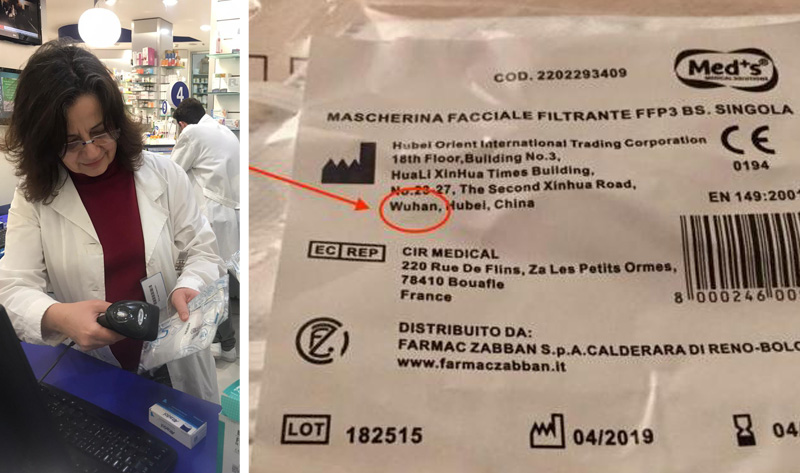 4
COD. 2202293409
Med+s®
MEDICAL SOLUTIONS
MASCHERINA FACCIALE FILTRANTE FFP3 BS. SINGOLA
Hubei Orient International Trading Corporation
18th Floor,Building No.3,
HuaLi XinHua Times Building,
No.23-27, The Second Xinhua Road,
Wuhan, Hubei, China
CE
0194
EN 149:2001
EC REP
CIR MEDICAL
220 Rue De Flins, Za Les Petits Ormes,
78410 Bouafle
France
8 000246 00
DISTRIBUITO DA:
FARMAC ZABBAN S.p.A.CALDERARA DI RENO-BOLO
www.farmaczabban.it
LOT 182515
04/2019
04